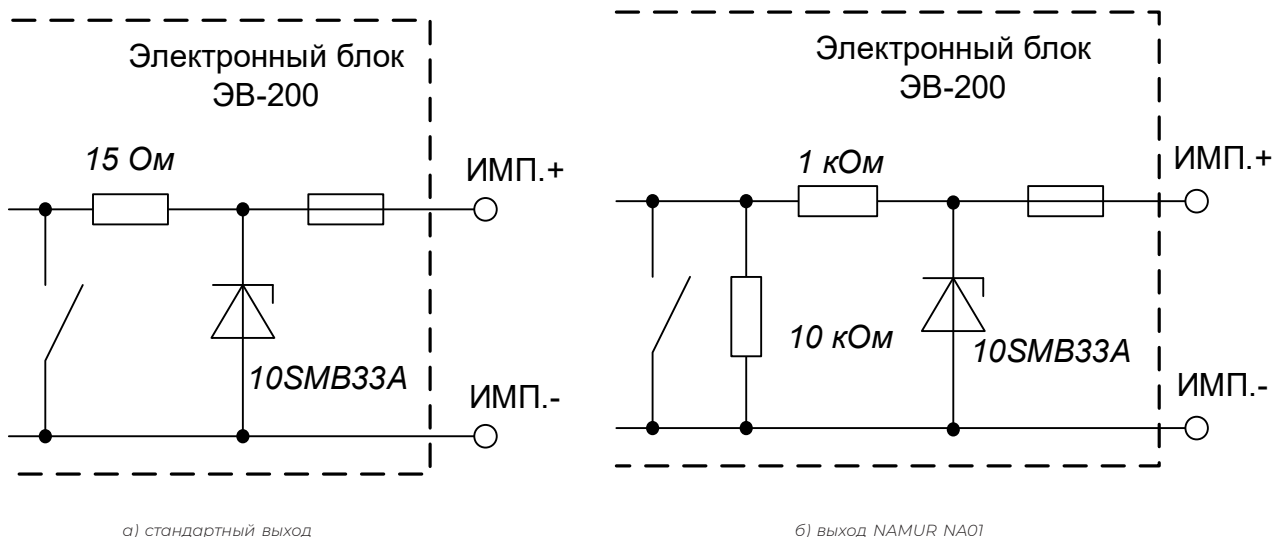 Электронный блок
ЭВ-200
15 Ом
ИМП.+
10SMB33A
ИМП.-
а) стандартный выход
Электронный блок
ЭВ-200
1 кОм
ИМП.+
10 кОм
10SMB33A
ИМП.-
б) выход NAMUR NA01